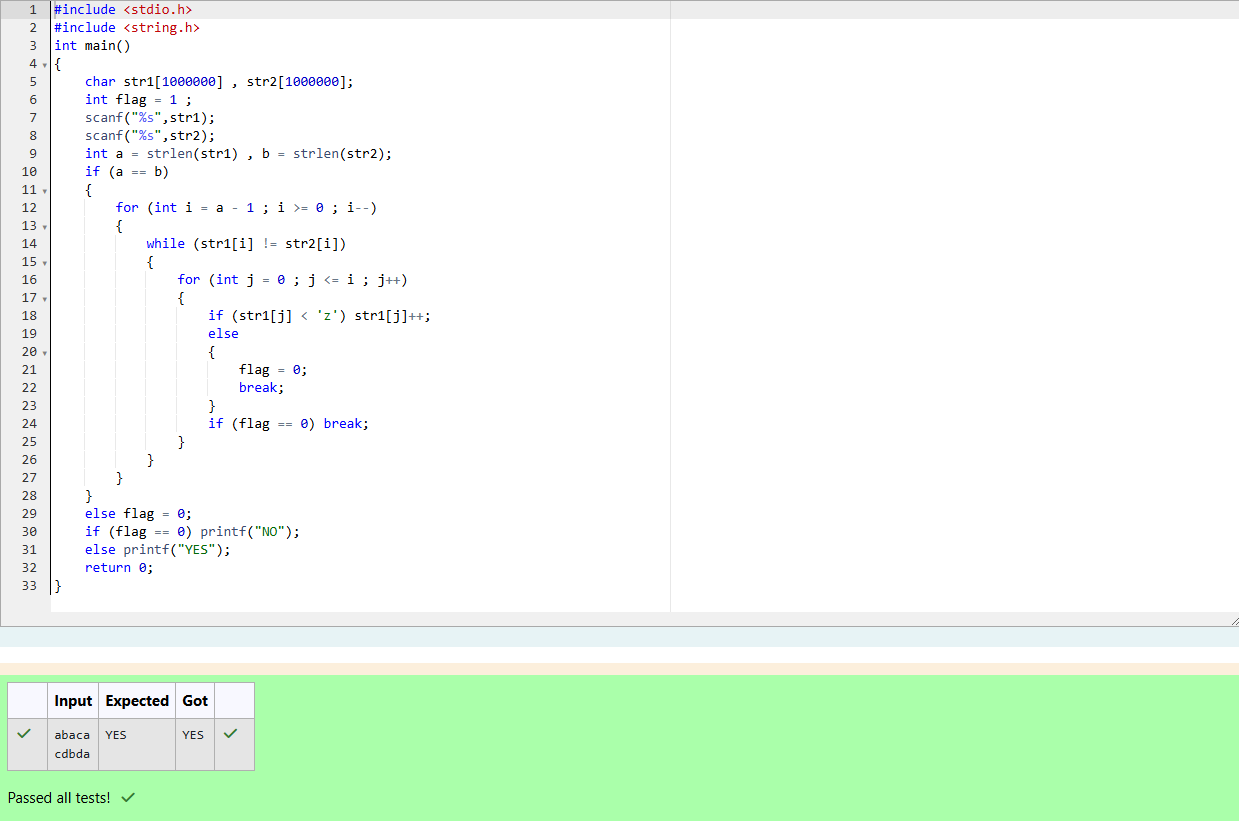 1 #include <stdio.h>
2 #include <string.h>
3 int main()
4 {
5     char str1[1000000] , str2[1000000];
6     int flag = 1 ;
7     scanf("%s",str1);
8     scanf("%s",str2);
9     int a = strlen(str1) , b = strlen(str2);
10     if (a == b)
11     {
12         for (int i = a - 1 ; i >= 0 ; i--)
13         {
14             while (str1[i] != str2[i])
15             {
16                 for (int j = 0 ; j <= i ; j++)
17                 {
18                     if (str1[j] < 'z') str1[j]++;
19                     else
20                     {
21                         flag = 0;
22                         break;
23                     }
24                     if (flag == 0) break;
25                 }
26             }
27         }
28     }
29     else flag = 0;
30     if (flag == 0) printf("NO");
31     else printf("YES");
32     return 0;
33 }
Input Expected Got
abaca YES YES
cdbda
Passed all tests!